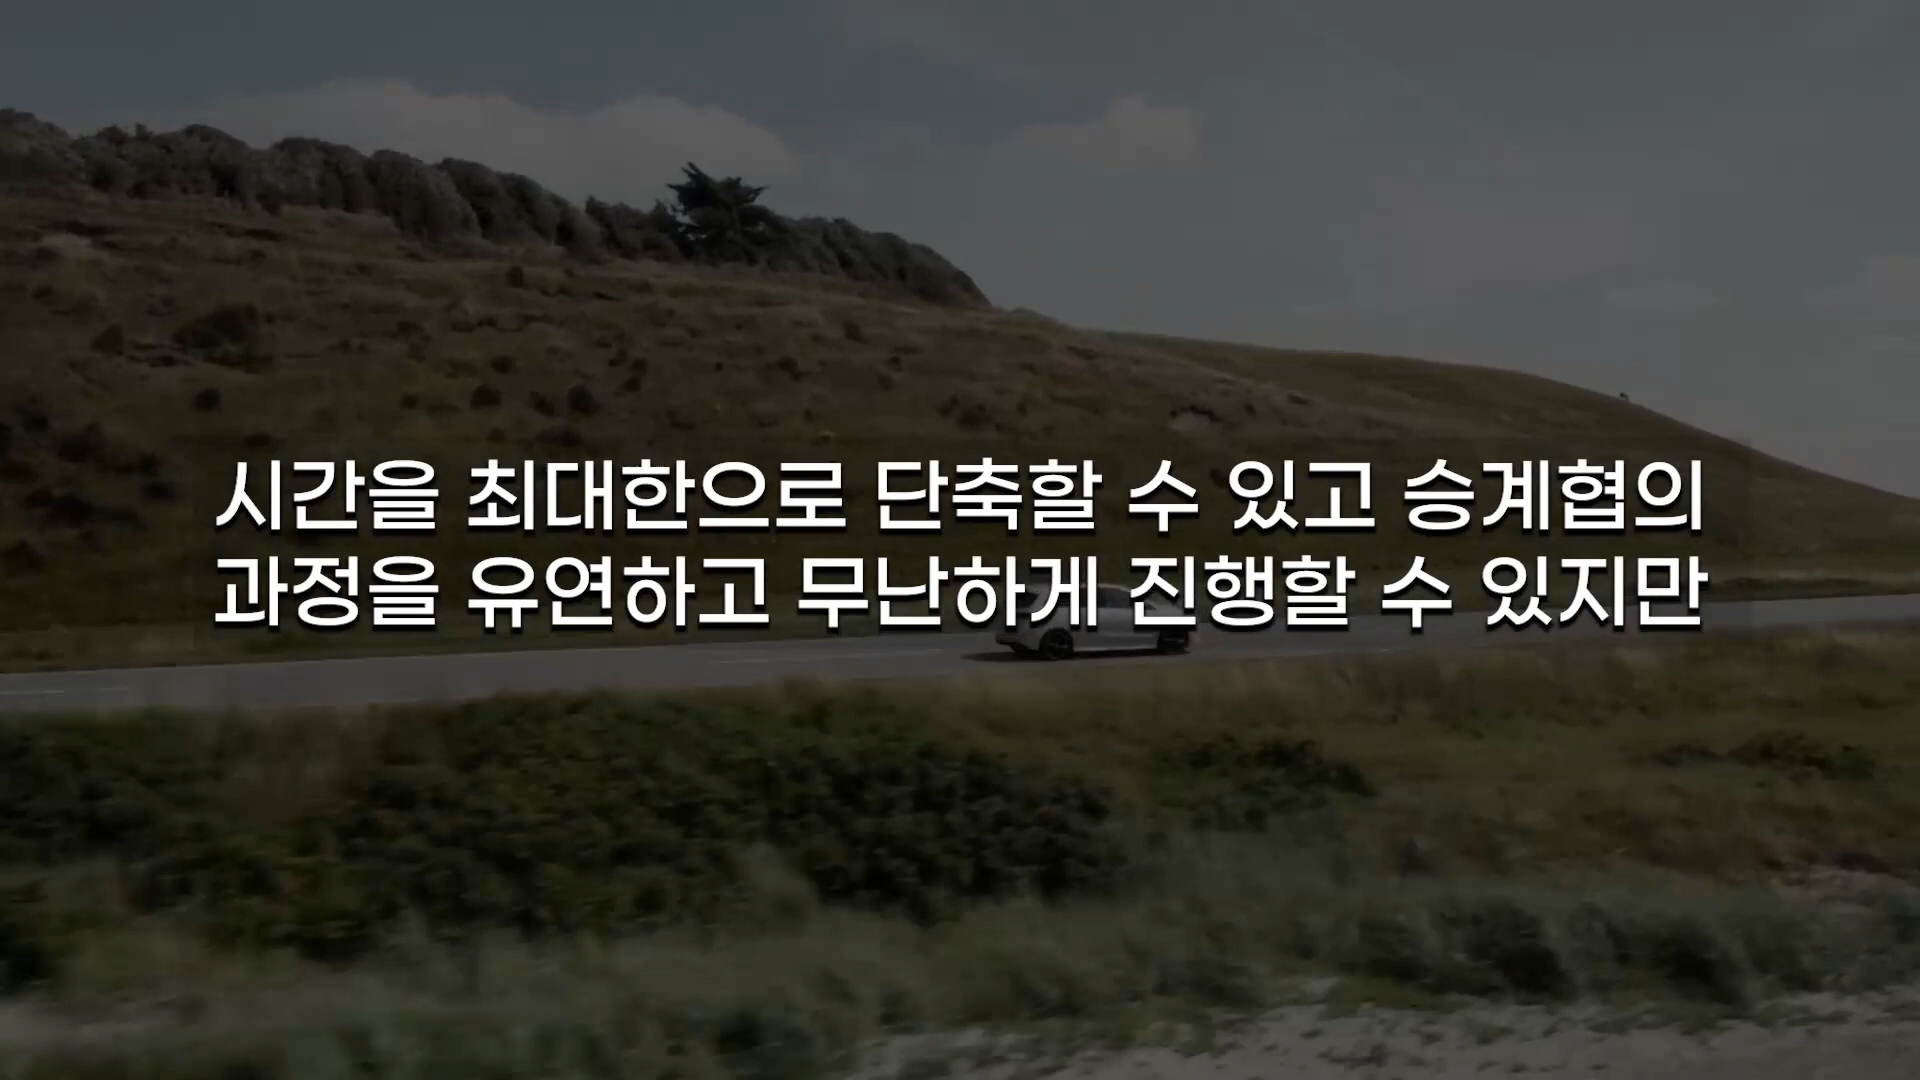 시간을 최대한으로 단축할 수 있고 승계협의
과정을 유연하고 무난하게 진행할 수 있지만